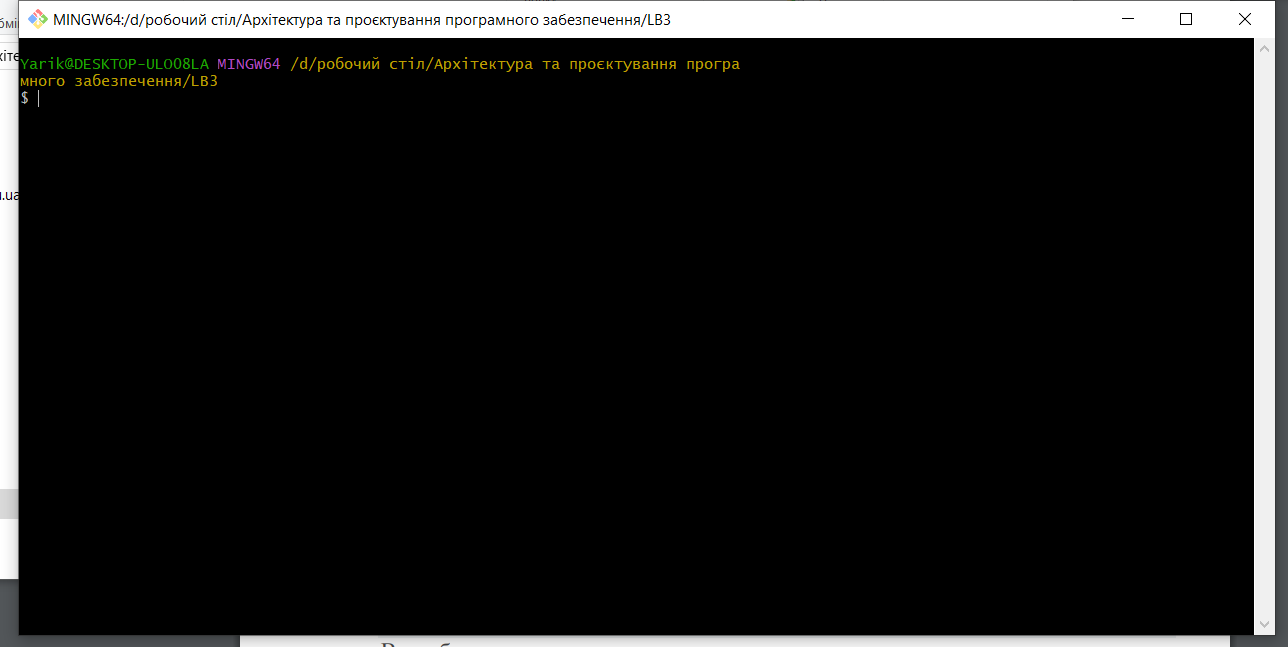 MINGW64:/d/робочий стіл/Архітектура та проєктування програмного забезпечення/LB3
Yarik@DESKTOP-ULOO8LA MINGW64 /d/робочий стіл/Архітектура та проєктування програ
много забезпечення/LB3
$